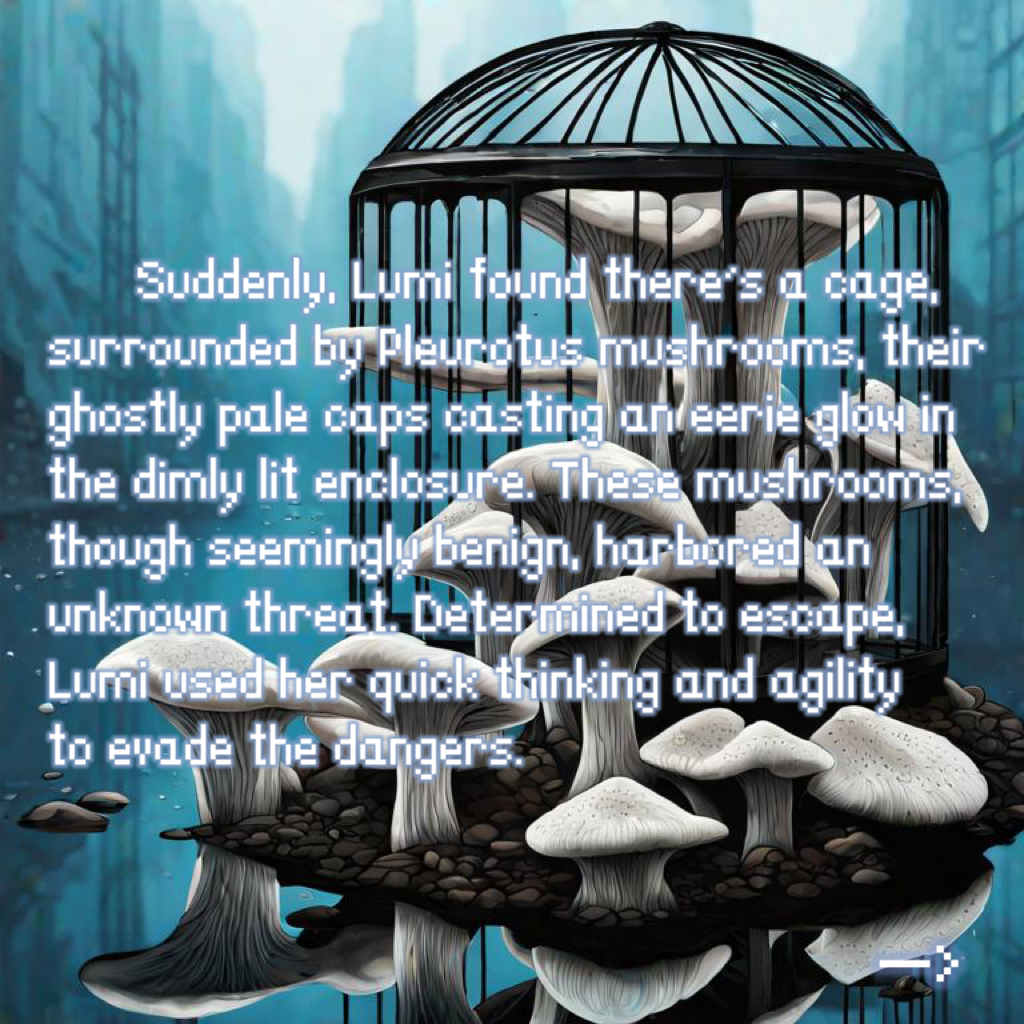 Suddenly, Lumi found there's a cage,
surrounded by Pleurotus mushrooms, their
ghostly pale caps casting an eerie glow in
the dimly lit enclosure. These mushrooms,
though seemingly benign, harbored an
unknown threat. Determined to escape,
Lumi used her quick thinking and agility
to evade the dangers.
—>